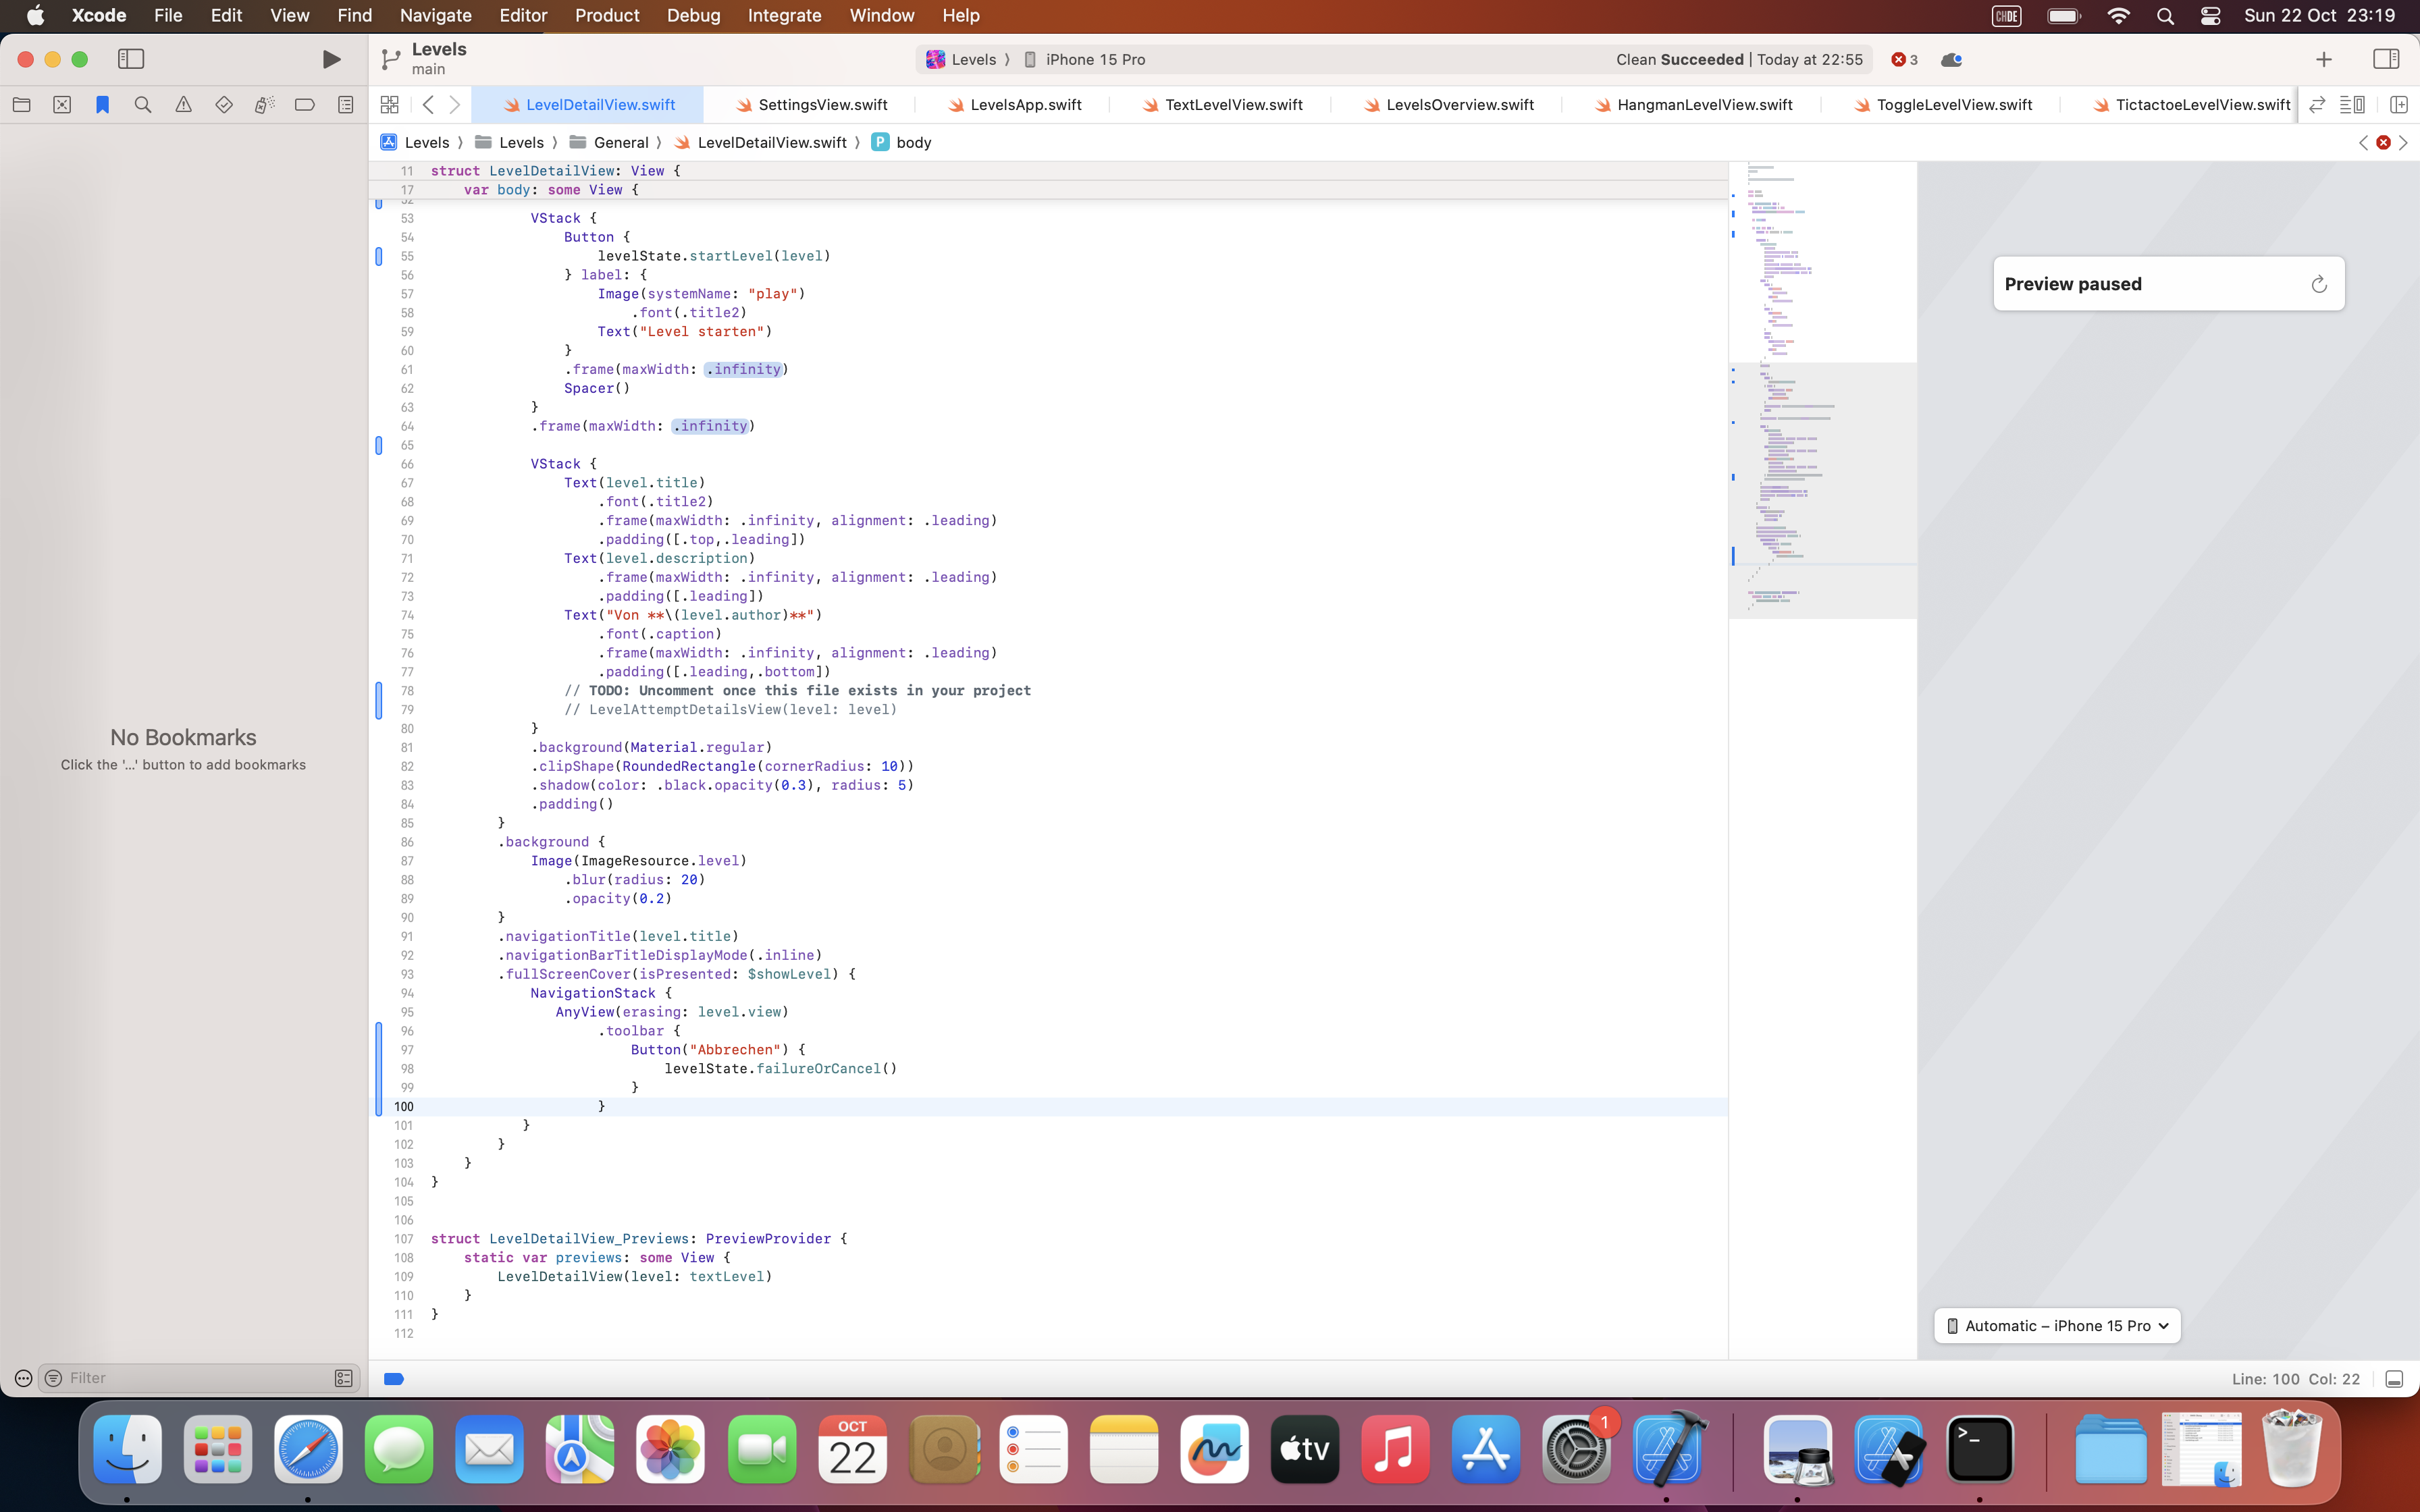 Xcode File Edit View Find Navigate Editor Product Debug Integrate Window Help CHDE Sun 22 Oct 23:19
Levels
main
Levels 〉 iPhone 15 Pro
Clean Succeeded | Today at 22:55
3
LevelDetailView.swift SettingsView.swift LevelsApp.swift TextLevelView.swift LevelsOverview.swift HangmanLevelView.swift ToggleLevelView.swift TictactoeLevelView.swift
Levels 〉 Levels 〉 General 〉 LevelDetailView.swift 〉 P body
11 struct LevelDetailView: View {
17 var body: some View {
52
53 VStack {
54 Button {
55 levelState.startLevel(level)
56 } label: {
57 Image(systemName: "play")
58 .font(.title2)
59 Text("Level starten")
60 }
61 .frame(maxWidth: .infinity)
62 Spacer()
63 }
64 .frame(maxWidth: .infinity)
65
66 VStack {
67 Text(level.title)
68 .font(.title2)
69 .frame(maxWidth: .infinity, alignment: .leading)
70 .padding([.top,.leading])
71 Text(level.description)
72 .frame(maxWidth: .infinity, alignment: .leading)
73 .padding([.leading])
74 Text("Von **\(level.author)**")
75 .font(.caption)
76 .frame(maxWidth: .infinity, alignment: .leading)
77 .padding([.leading,.bottom])
78 // TODO: Uncomment once this file exists in your project
79 // LevelAttemptDetailsView(level: level)
80 }
81 .background(Material.regular)
82 .clipShape(RoundedRectangle(cornerRadius: 10))
83 .shadow(color: .black.opacity(0.3), radius: 5)
84 .padding()
85 }
86 .background {
87 Image(ImageResource.level)
88 .blur(radius: 20)
89 .opacity(0.2)
90 }
91 .navigationTitle(level.title)
92 .navigationBarTitleDisplayMode(.inline)
93 .fullScreenCover(isPresented: $showLevel) {
94 NavigationStack {
95 AnyView(erasing: level.view)
96 .toolbar {
97 Button("Abbrechen") {
98 levelState.failureOrCancel()
99 }
100 }
101 }
102 }
103 }
104 }
105
106
107 struct LevelDetailView_Previews: PreviewProvider {
108 static var previews: some View {
109 LevelDetailView(level: textLevel)
110 }
111 }
112
No Bookmarks
Click the '...' button to add bookmarks
Filter
Preview paused
Automatic – iPhone 15 Pro
Line: 100 Col: 22
OCT
22
tv
1
>_